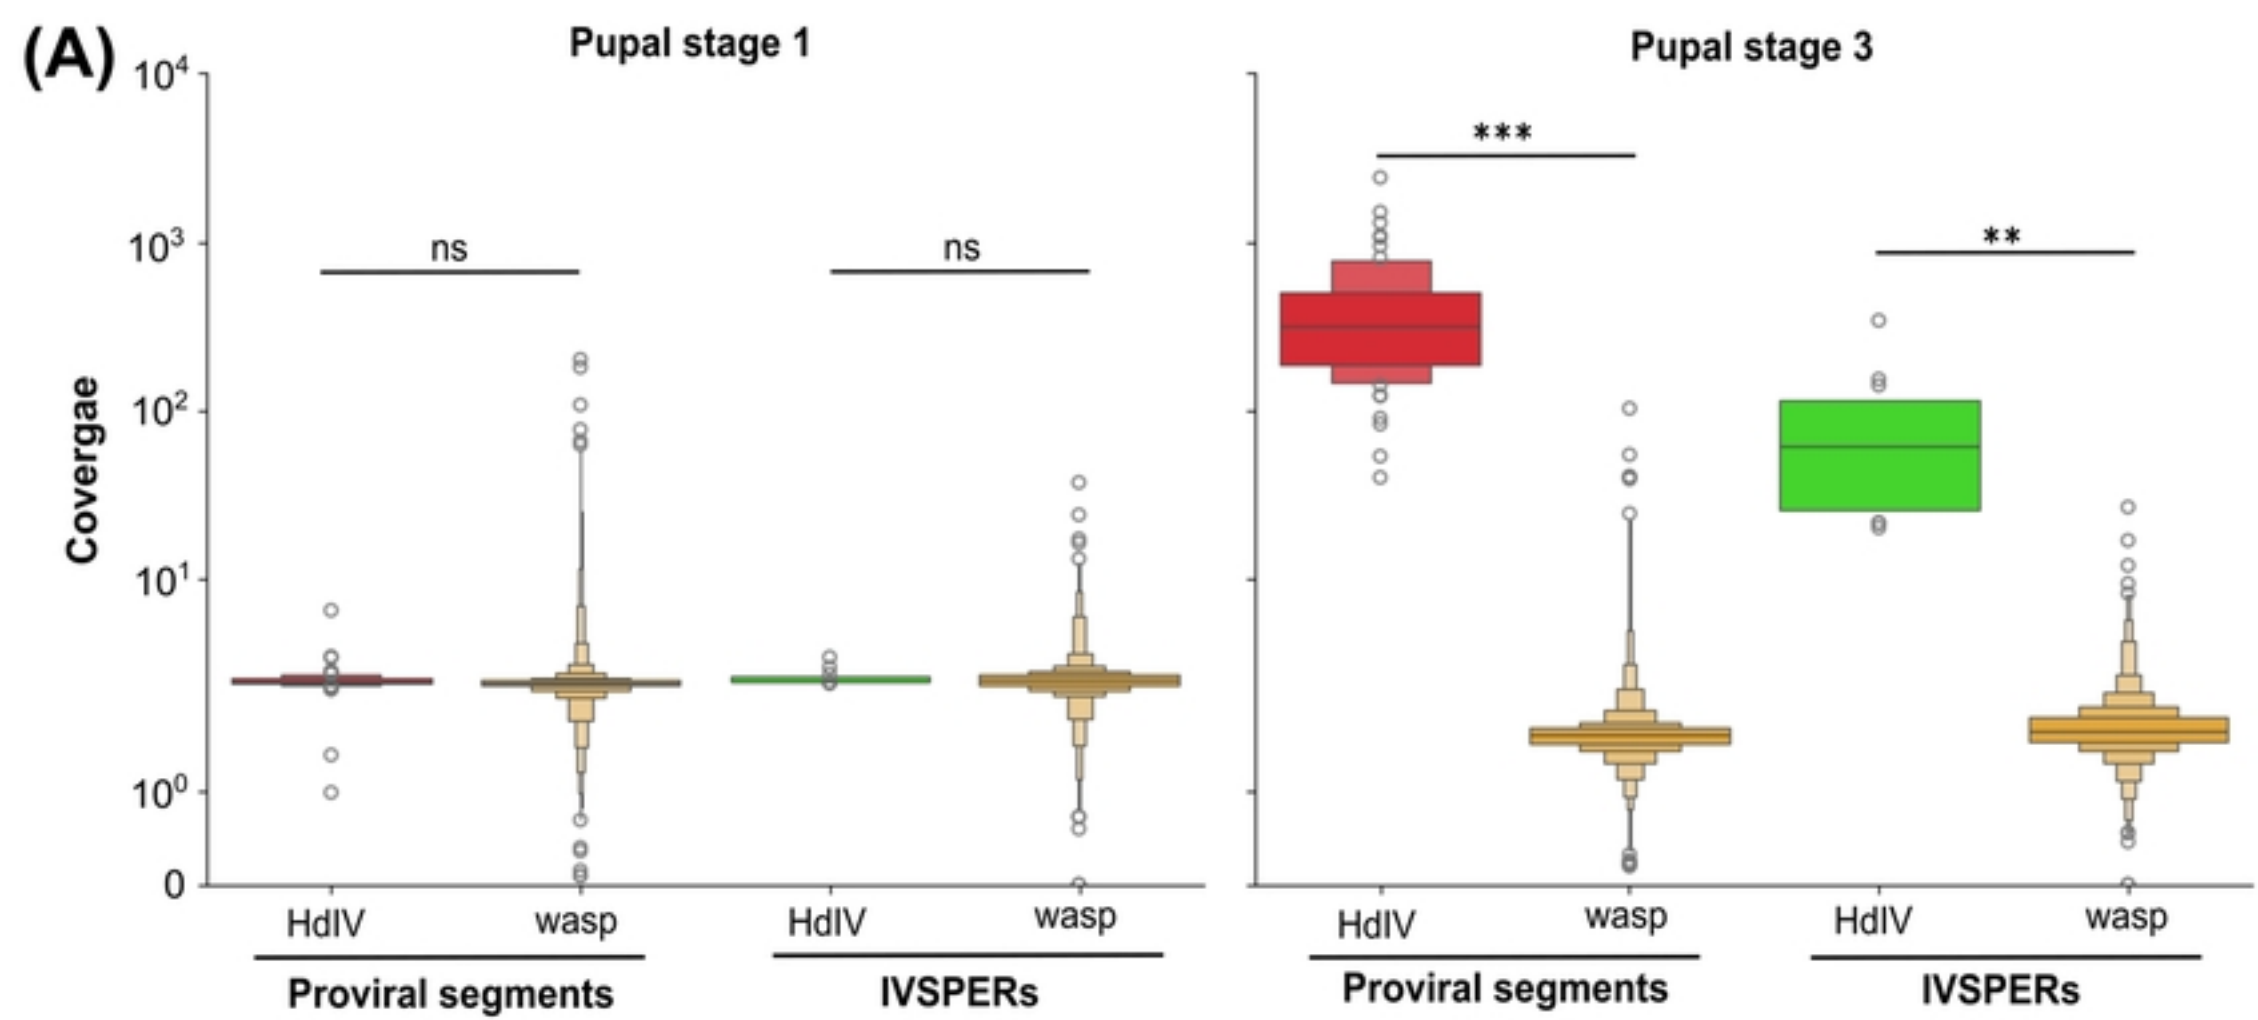 (A)
Pupal stage 1
Pupal stage 3
Covergae
10⁴
10³
10²
10¹
10⁰
0
ns
ns
***
**
HdIV
wasp
HdIV
wasp
HdIV
wasp
HdIV
wasp
Proviral segments
IVSPERs
Proviral segments
IVSPERs